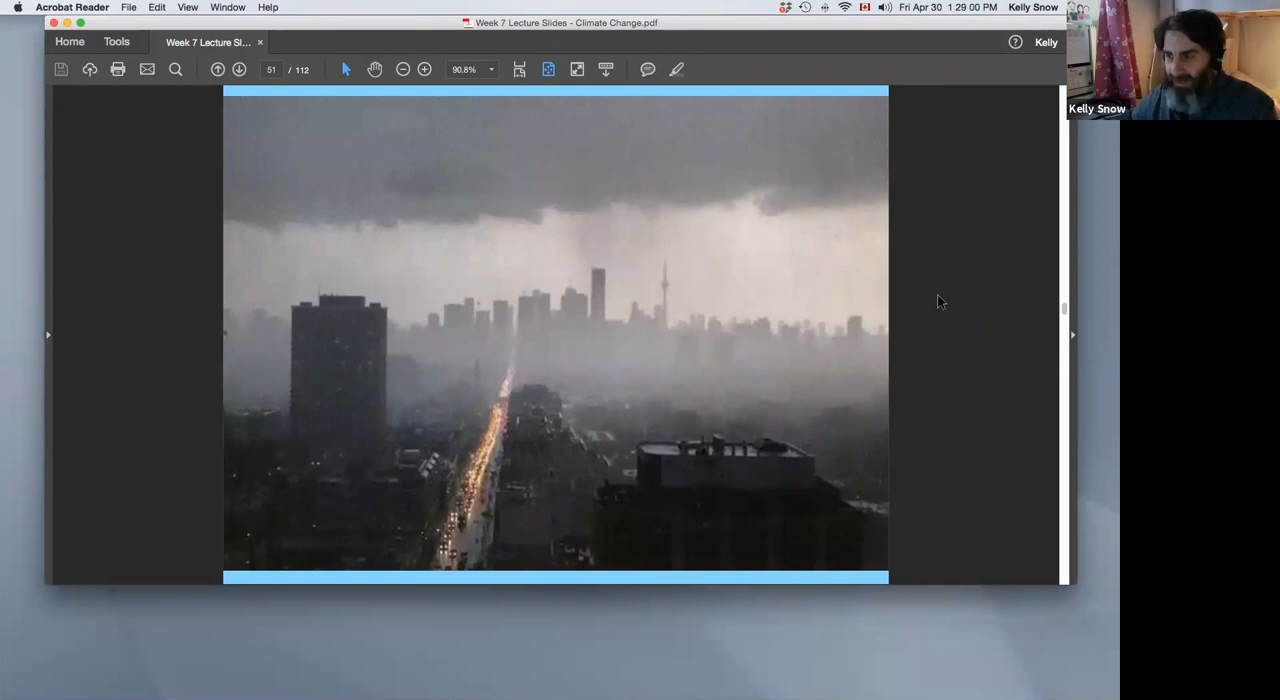 Acrobat Reader File Edit View Window Help Fri Apr 30 1:29:00 PM Kelly Snow
Week 7 Lecture Slides - Climate Change.pdf
Home Tools Week 7 Lecture Sl... × Kelly
51 / 112 90.8%
Kelly Snow